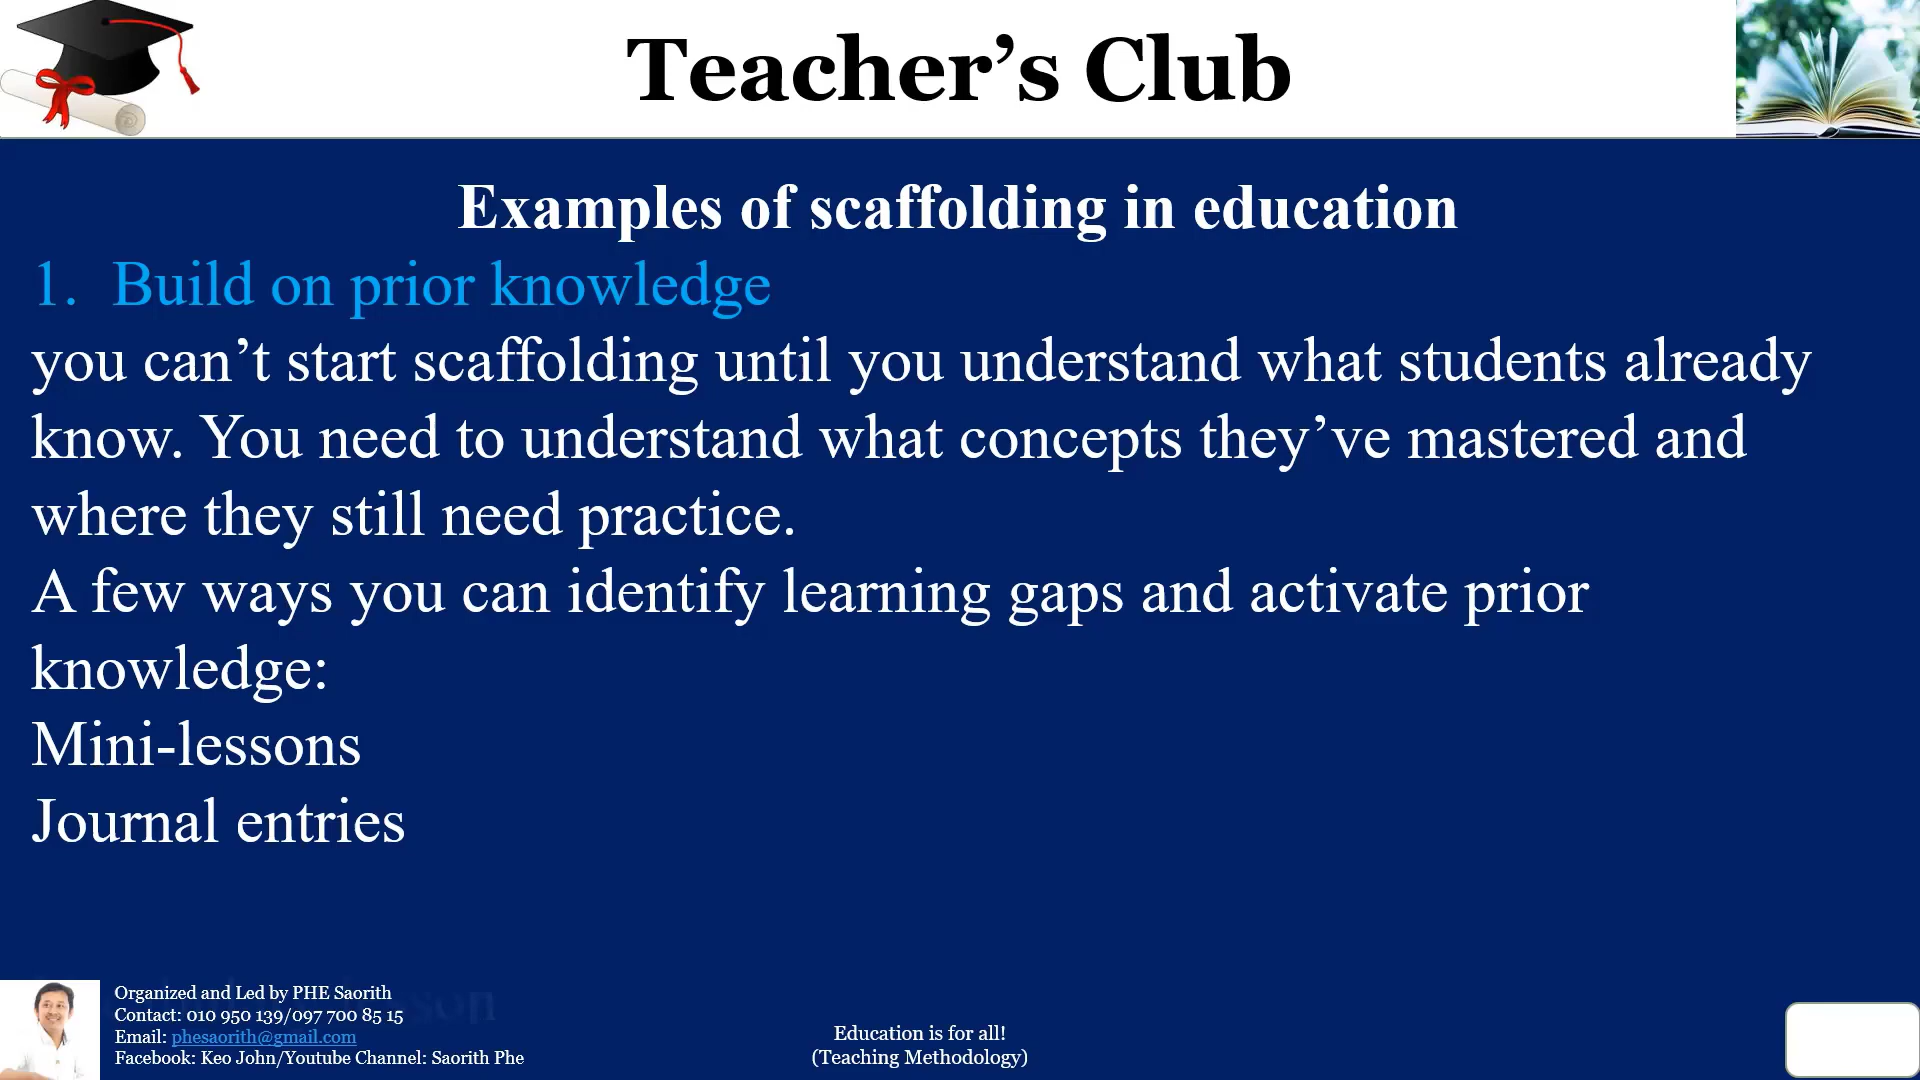 Teacher’s Club
Examples of scaffolding in education
1. Build on prior knowledge
you can’t start scaffolding until you understand what students already
know. You need to understand what concepts they’ve mastered and
where they still need practice.
A few ways you can identify learning gaps and activate prior
knowledge:
Mini-lessons
Journal entries
Organized and Led by PHE Saorith
Contact: 010 950 139/097 700 85 15
Email: phesaorith@gmail.com
Facebook: Keo John/Youtube Channel: Saorith Phe
Education is for all!
(Teaching Methodology)